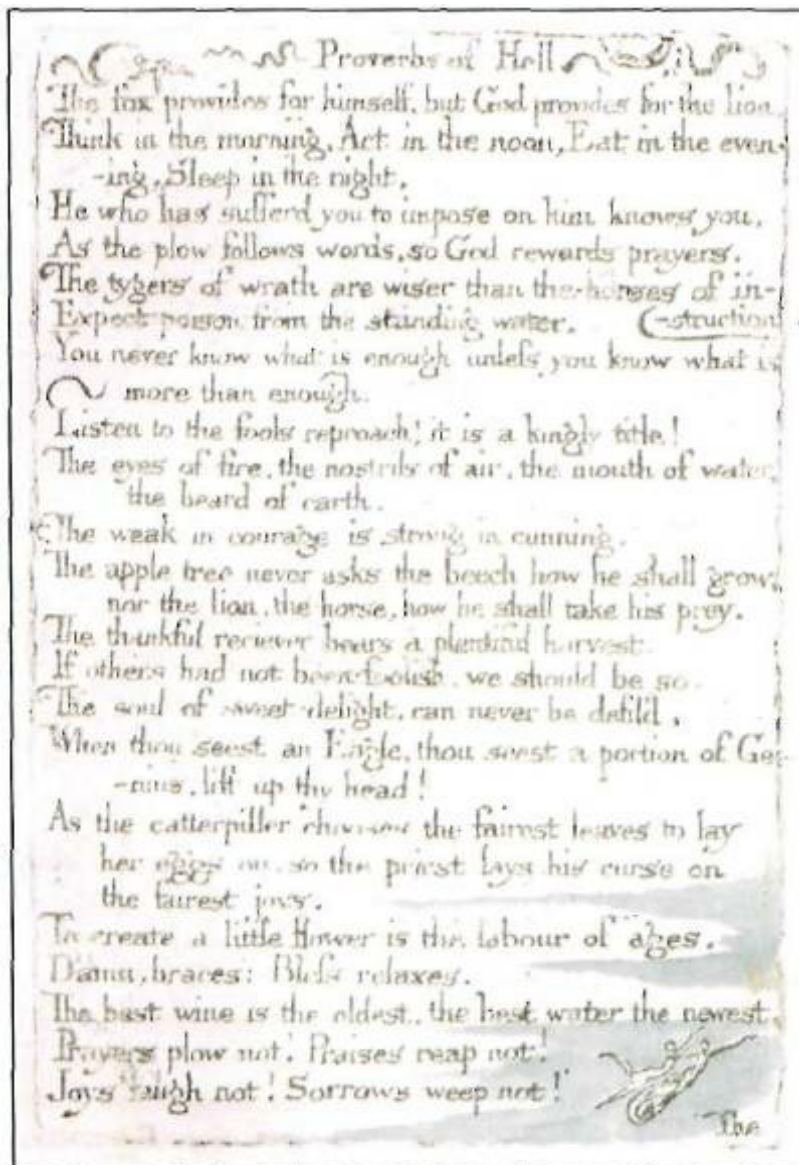 Proverbs of Hell
The fox provides for himself, but God provides for the lion.
Think in the morning, Act in the noon, Eat in the even-
-ing, Sleep in the night.
He who has sufferd you to impose on him knows you.
As the plow follows words, so God rewards prayers.
The tygers of wrath are wiser than the horses of in-
Expect poison from the standing water. (-struction
You never know what is enough unless you know what is
more than enough.
Listen to the fools reproach! it is a kingly title!
The eyes of fire, the nostrils of air, the mouth of water,
the beard of earth.
The weak in courage is strong in cunning.
The apple tree never asks the beech how he shall grow,
nor the lion, the horse, how he shall take his prey.
The thankful reciever bears a plentiful harvest.
If others had not been foolish, we should be so.
The soul of sweet delight, can never be defil'd,
When thou seest an Eagle, thou seest a portion of Ge-
-nius, lift up thy head!
As the catterpiller chooses the fairest leaves to lay
her eggs on, so the priest lays his curse on
the fairest joys.
To create a little flower is the labour of ages.
Damn, braces: Bless relaxes.
The best wine is the oldest, the best water the newest.
Prayers plow not! Praises reap not!
Joys laugh not! Sorrows weep not!
The